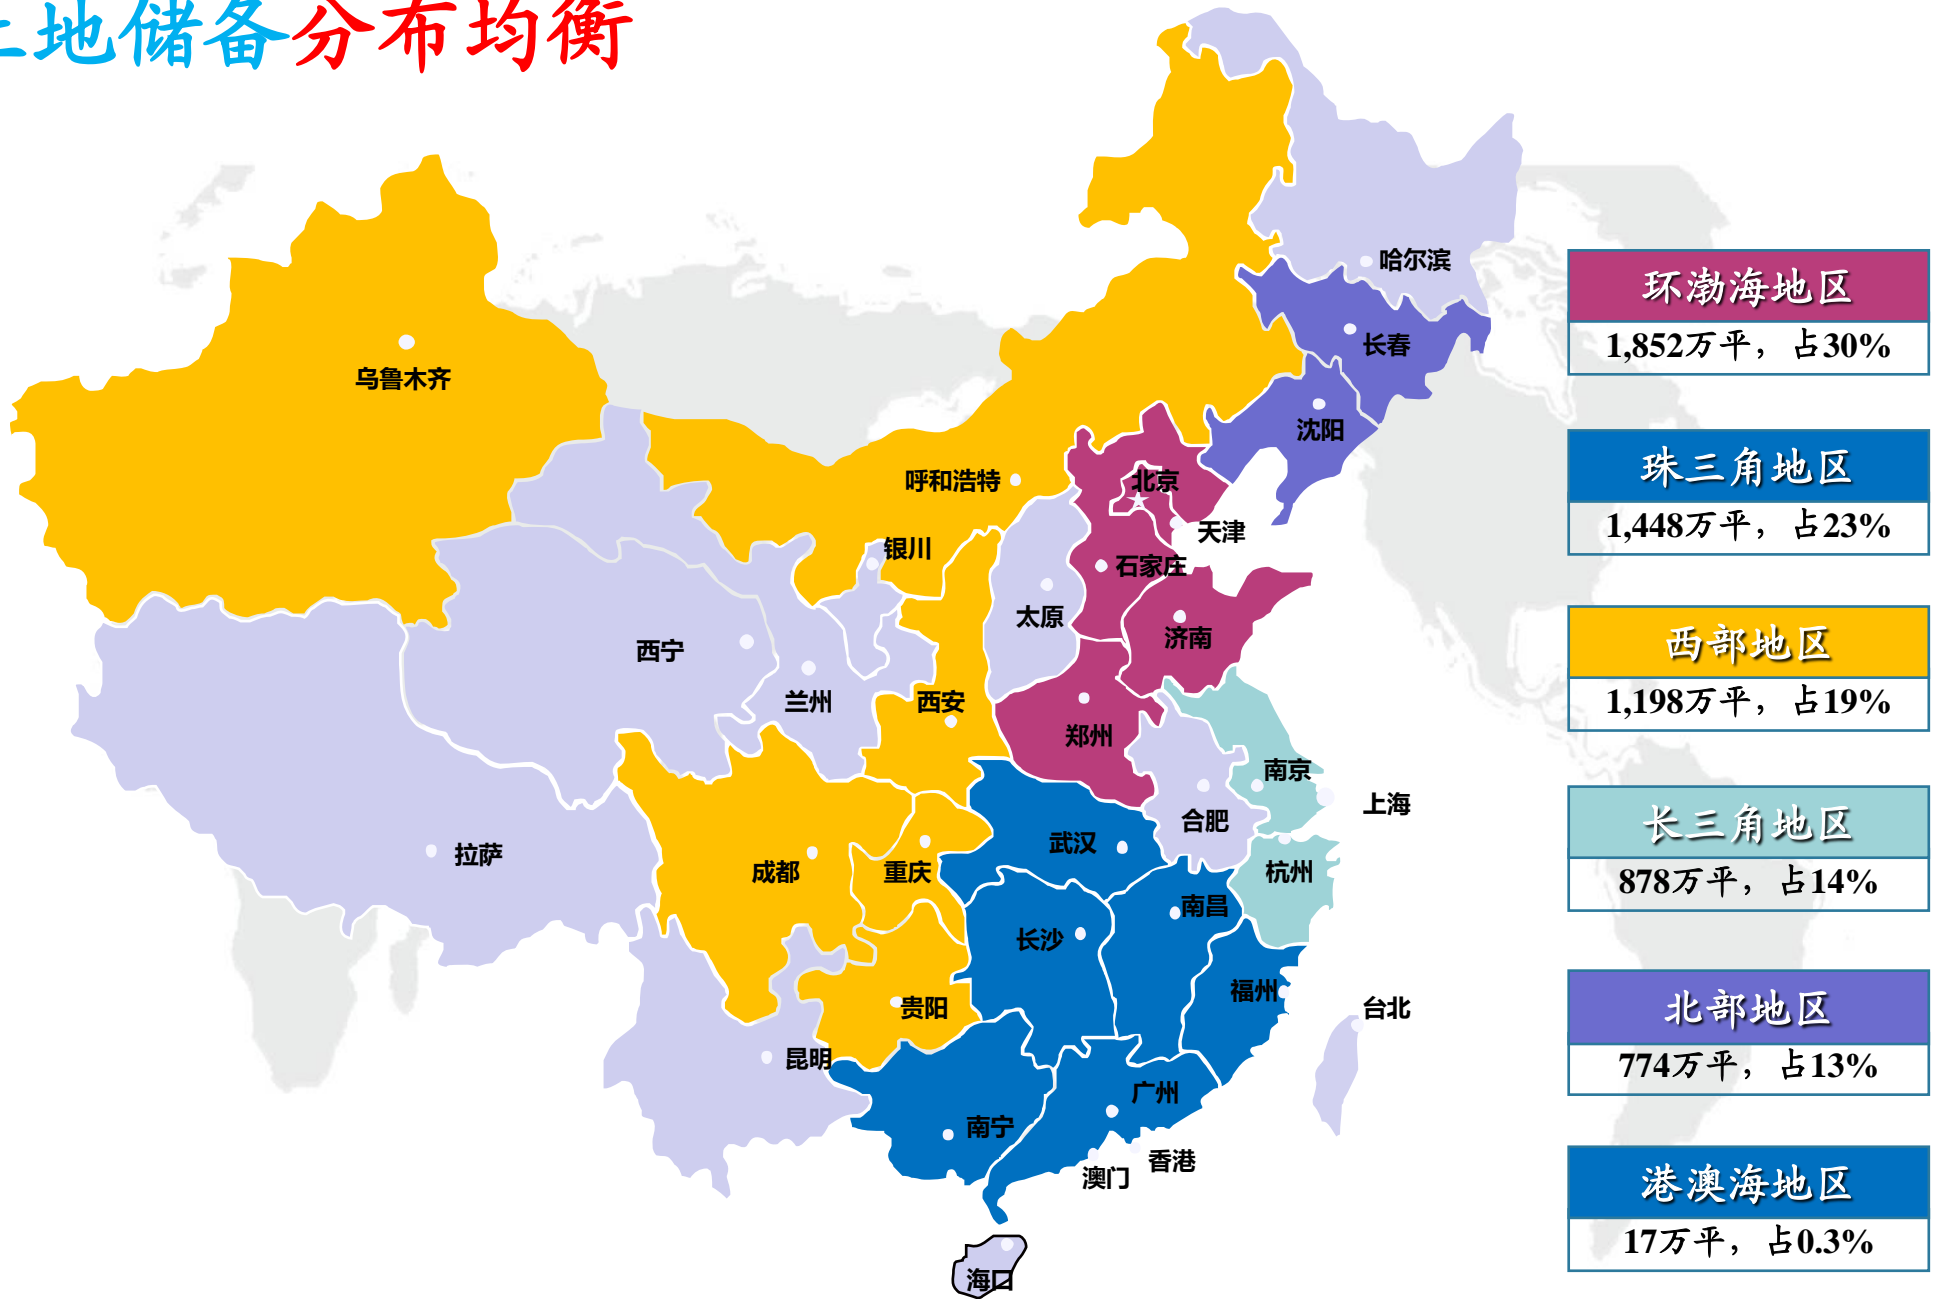 土地储备分布均衡
哈尔滨
长春
乌鲁木齐
沈阳
呼和浩特
北京
天津
银川
石家庄
太原
济南
西宁
兰州
西安
郑州
南京
上海
合肥
武汉
拉萨
成都
重庆
杭州
南昌
长沙
福州
贵阳
台北
昆明
广州
南宁
香港
澳门
海口
环渤海地区
1,852万平，占30%
珠三角地区
1,448万平，占23%
西部地区
1,198万平，占19%
长三角地区
878万平，占14%
北部地区
774万平，占13%
港澳海地区
17万平，占0.3%